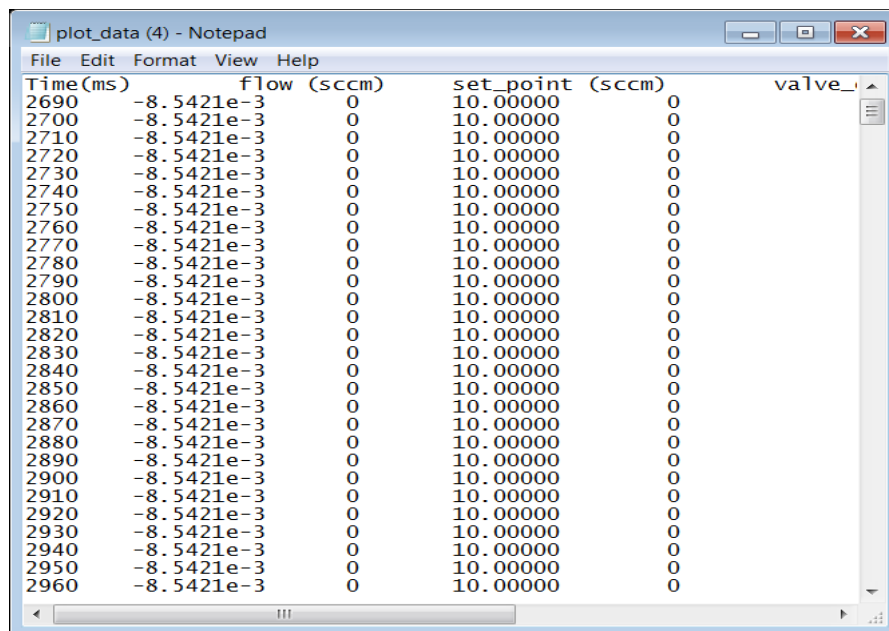 plot_data (4) - Notepad
File Edit Format View Help
Time(ms) flow (sccm) set_point (sccm) valve_
2690 -8.5421e-3 0 10.00000 0
2700 -8.5421e-3 0 10.00000 0
2710 -8.5421e-3 0 10.00000 0
2720 -8.5421e-3 0 10.00000 0
2730 -8.5421e-3 0 10.00000 0
2740 -8.5421e-3 0 10.00000 0
2750 -8.5421e-3 0 10.00000 0
2760 -8.5421e-3 0 10.00000 0
2770 -8.5421e-3 0 10.00000 0
2780 -8.5421e-3 0 10.00000 0
2790 -8.5421e-3 0 10.00000 0
2800 -8.5421e-3 0 10.00000 0
2810 -8.5421e-3 0 10.00000 0
2820 -8.5421e-3 0 10.00000 0
2830 -8.5421e-3 0 10.00000 0
2840 -8.5421e-3 0 10.00000 0
2850 -8.5421e-3 0 10.00000 0
2860 -8.5421e-3 0 10.00000 0
2870 -8.5421e-3 0 10.00000 0
2880 -8.5421e-3 0 10.00000 0
2890 -8.5421e-3 0 10.00000 0
2900 -8.5421e-3 0 10.00000 0
2910 -8.5421e-3 0 10.00000 0
2920 -8.5421e-3 0 10.00000 0
2930 -8.5421e-3 0 10.00000 0
2940 -8.5421e-3 0 10.00000 0
2950 -8.5421e-3 0 10.00000 0
2960 -8.5421e-3 0 10.00000 0